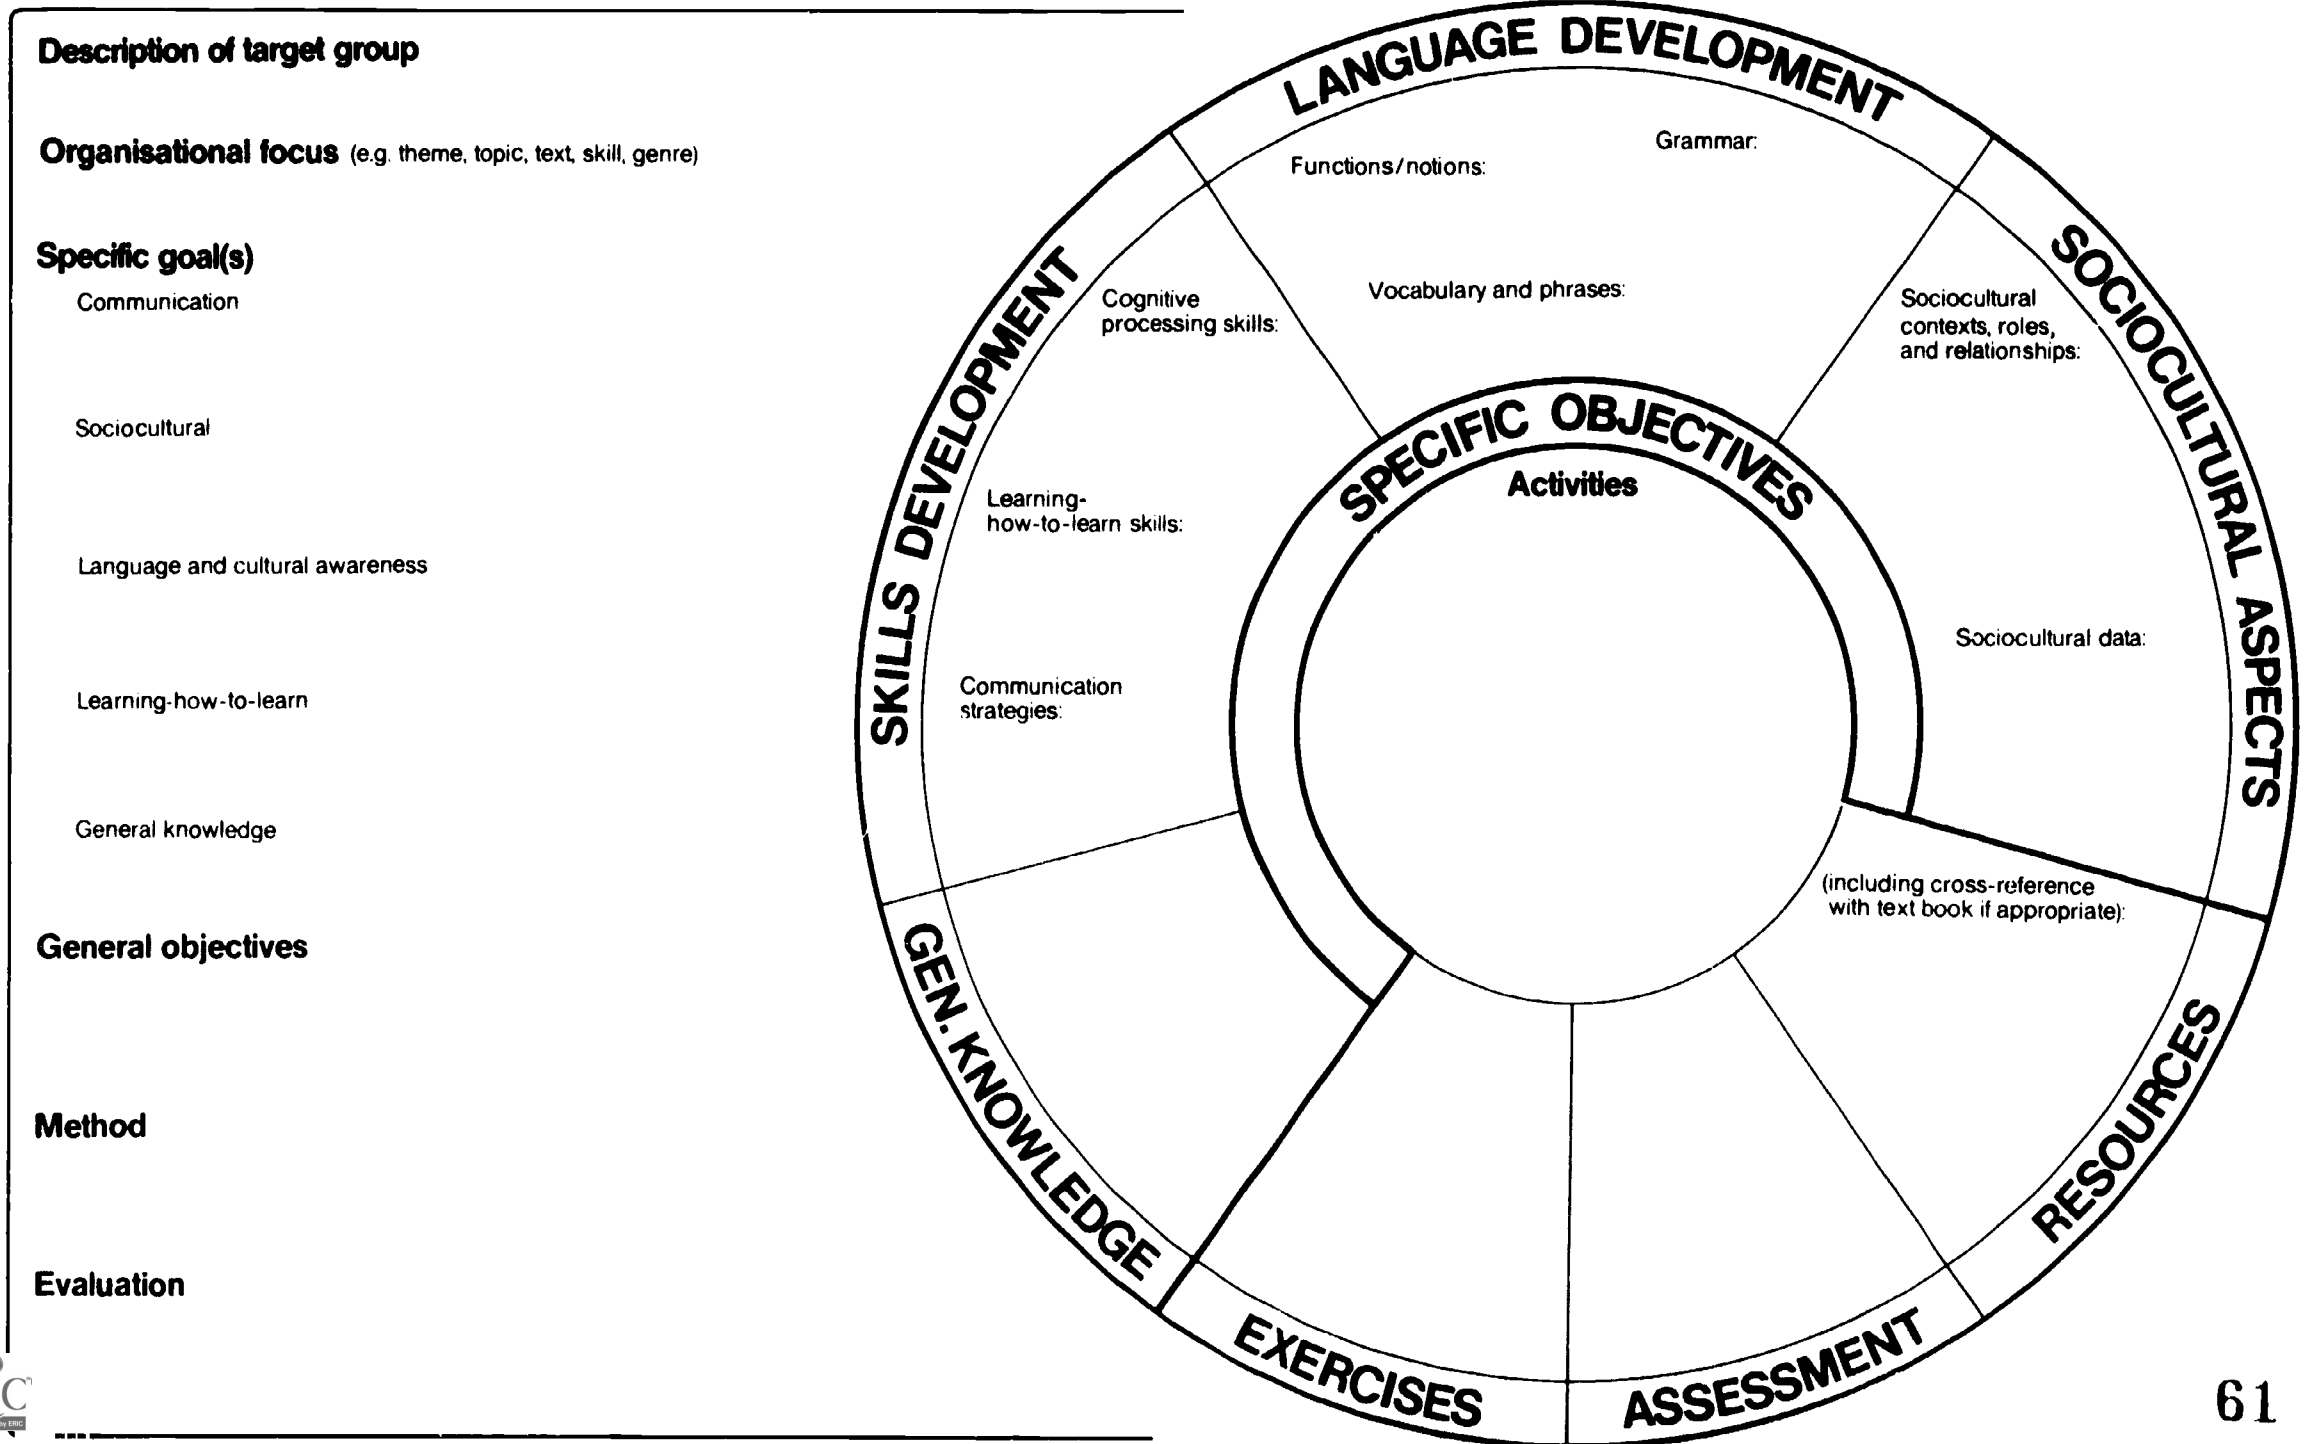 Description of target group
Organisational focus (e.g. theme, topic, text, skill, genre)
Specific goal(s)
Communication
Sociocultural
Language and cultural awareness
Learning-how-to-learn
General knowledge
General objectives
Method
Evaluation
LANGUAGE DEVELOPMENT
Functions/notions:
Grammar:
Vocabulary and phrases:
SOCIOCULTURAL ASPECTS
Sociocultural
contexts, roles,
and relationships:
Sociocultural data:
SKILLS DEVELOPMENT
Cognitive
processing skills:
Learning-
how-to-learn skills:
Communication
strategies:
SPECIFIC OBJECTIVES
Activities
GEN. KNOWLEDGE
EXERCISES
ASSESSMENT
RESOURCES
(including cross-reference
with text book if appropriate):
61
by ERIC